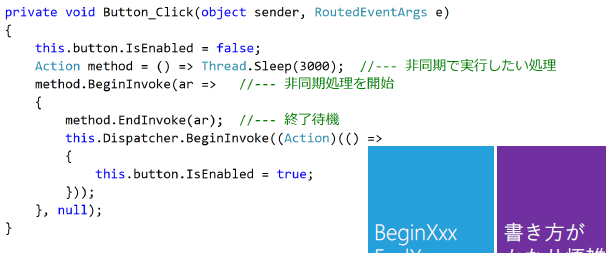 private void Button_Click(object sender, RoutedEventArgs e)
{
    this.button.IsEnabled = false;
    Action method = () => Thread.Sleep(3000);  //--- 非同期で実行したい処理
    method.BeginInvoke(ar =>   //--- 非同期処理を開始
    {
        method.EndInvoke(ar);  //--- 終了待機
        this.Dispatcher.BeginInvoke((Action)(() =>
        {
            this.button.IsEnabled = true;
        }));
    }, null);
}
BeginXxx
書き方が